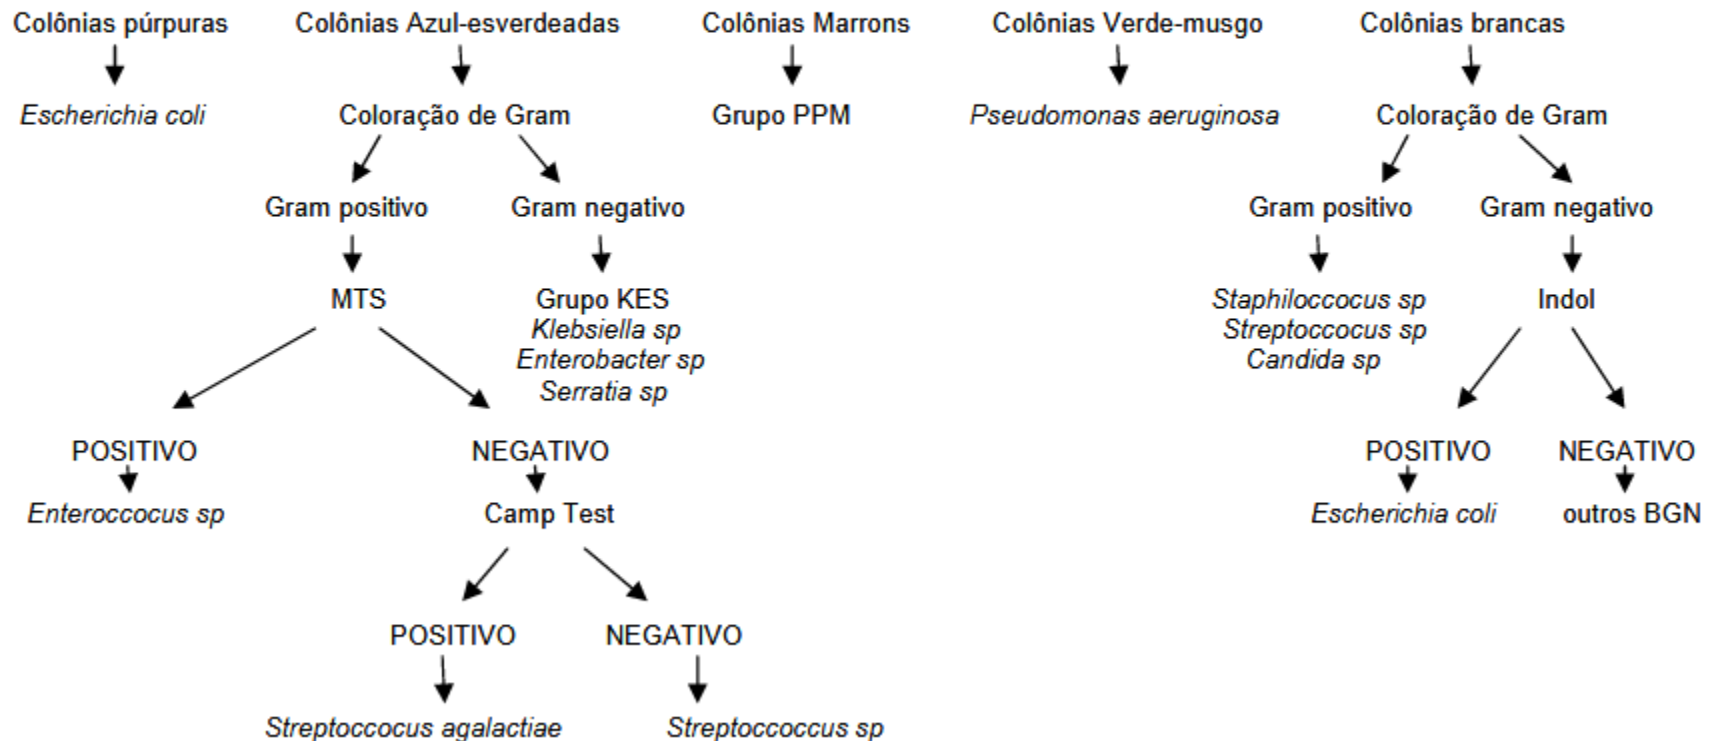 Colônias púrpuras
Colônias Azul-esverdeadas
Colônias Marrons
Colônias Verde-musgo
Colônias brancas
Escherichia coli
Coloração de Gram
Grupo PPM
Pseudomonas aeruginosa
Coloração de Gram
Gram positivo
Gram negativo
Gram positivo
Gram negativo
MTS
Grupo KES
Klebsiella sp
Enterobacter sp
Serratia sp
Staphiloccocus sp
Streptoccocus sp
Candida sp
Indol
POSITIVO
NEGATIVO
POSITIVO
NEGATIVO
Enteroccocus sp
Camp Test
Escherichia coli
outros BGN
POSITIVO
NEGATIVO
Streptoccocus agalactiae
Streptoccoccus sp